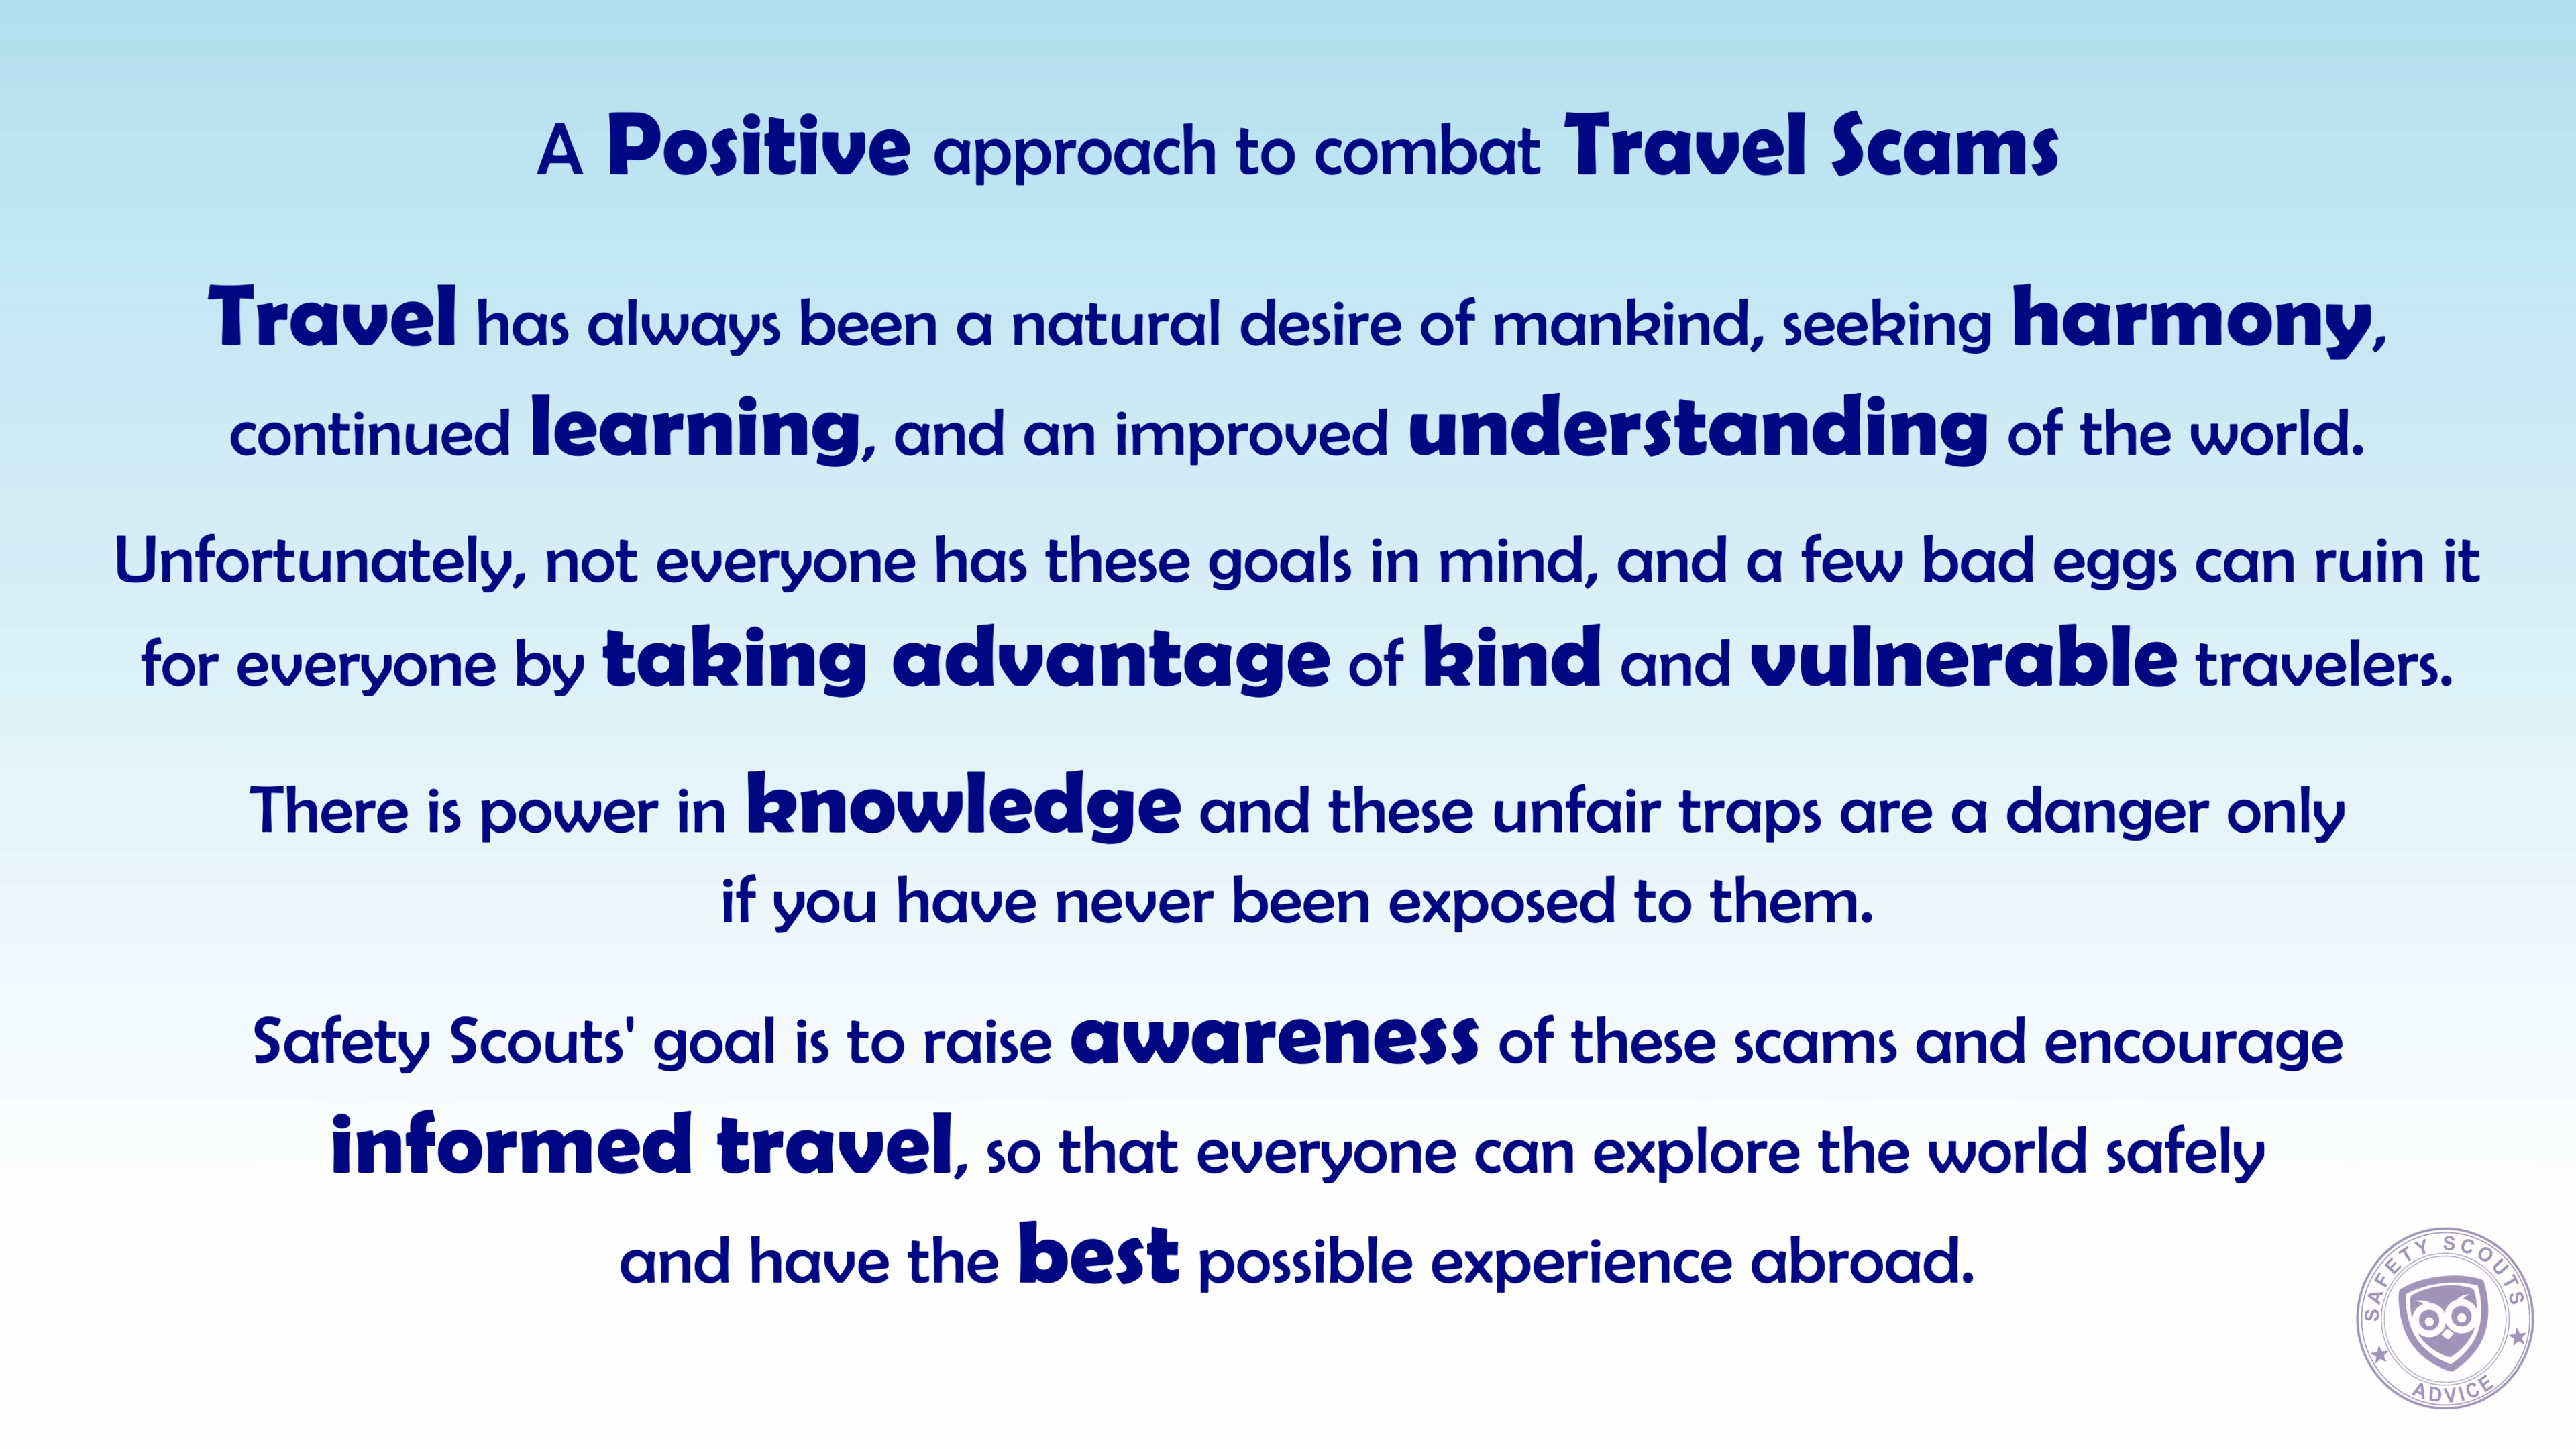 A Positive approach to combat Travel Scams
Travel has always been a natural desire of mankind, seeking harmony,
continued learning, and an improved understanding of the world.
Unfortunately, not everyone has these goals in mind, and a few bad eggs can ruin it
for everyone by taking advantage of kind and vulnerable travelers.
There is power in knowledge and these unfair traps are a danger only
if you have never been exposed to them.
Safety Scouts' goal is to raise awareness of these scams and encourage
informed travel, so that everyone can explore the world safely
and have the best possible experience abroad.
SAFETY SCOUTS
ADVICE